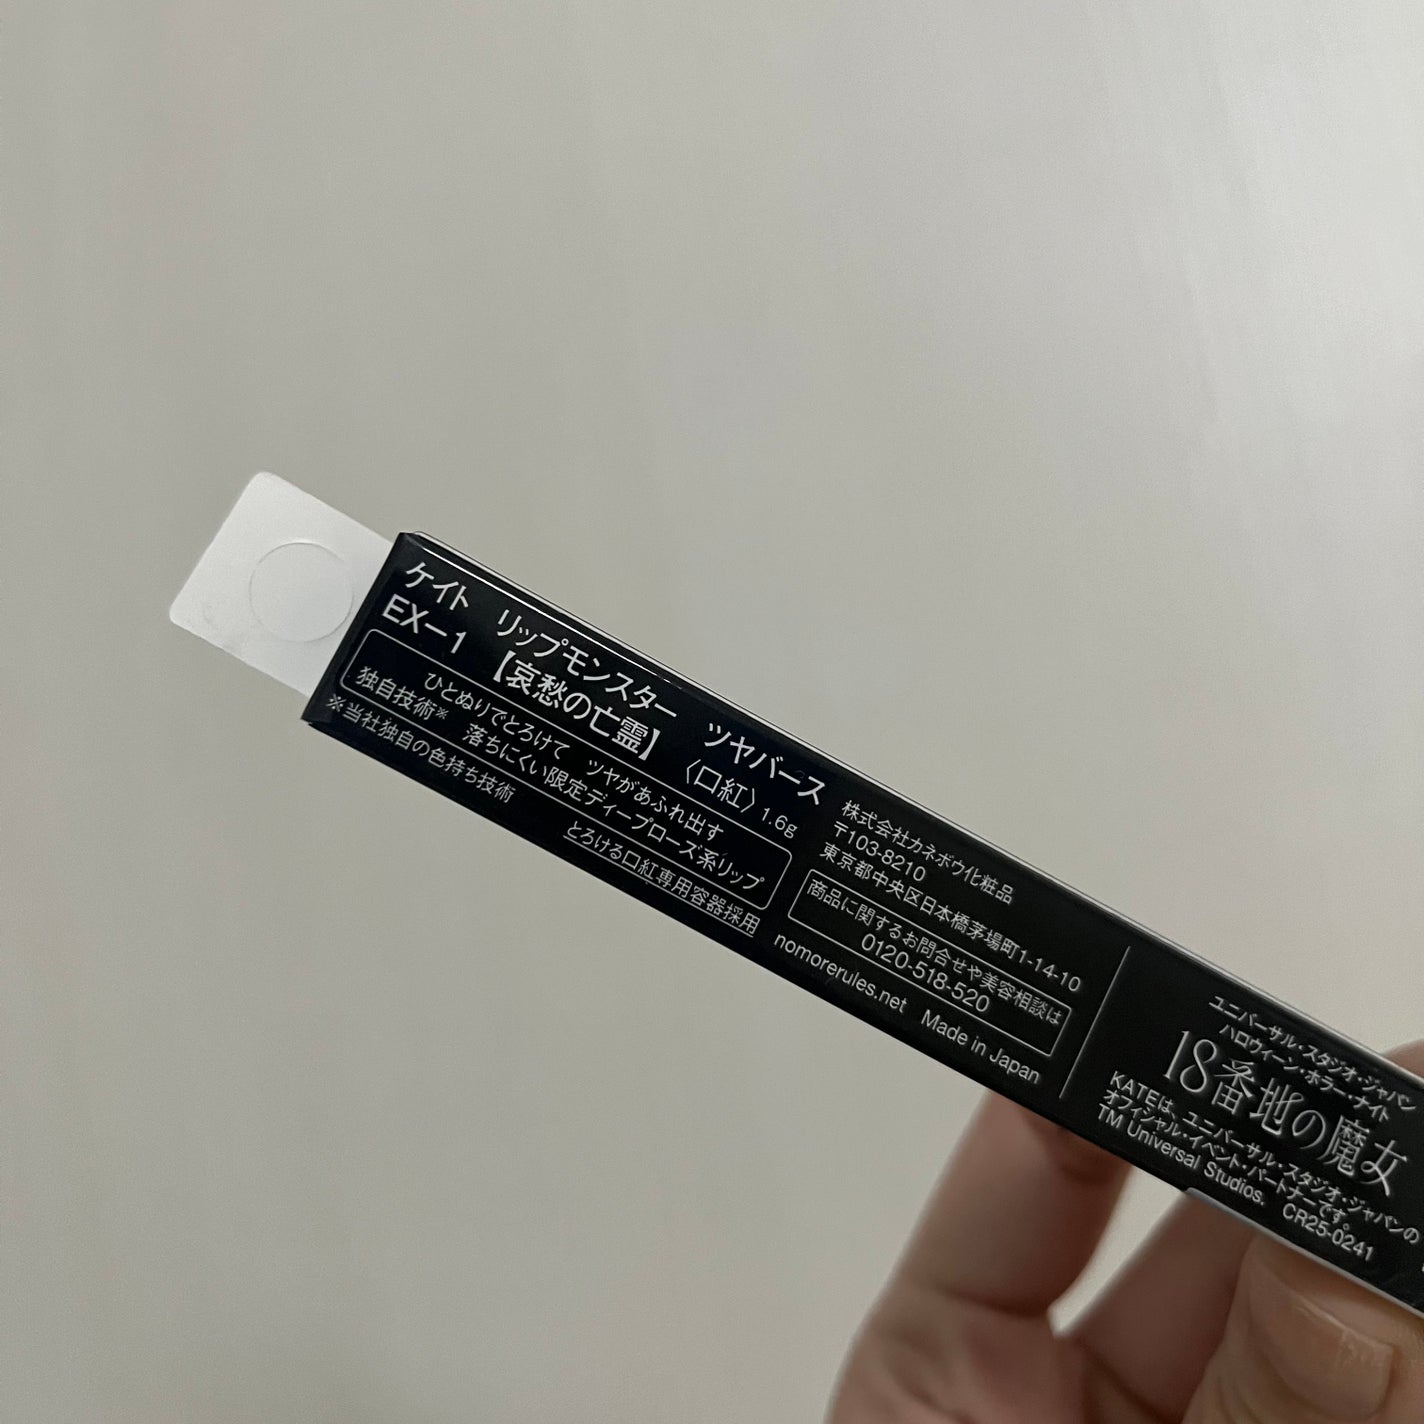 ケイト リップモンスター ツヤバース
EX-1 【哀愁の亡霊】 〈口紅〉1.6g
ひとぬりでとろけて ツヤがあふれ出す
独自技術※ 落ちにくい限定ディープローズ系リップ
※当社独自の色持ち技術
とろける口紅専用容器採用
株式会社カネボウ化粧品
〒103-8210
東京都中央区日本橋茅場町1-14-10
商品に関するお問合せや美容相談は
0120-518-520
nomorerules.net Made in Japan
ユニバーサル・スタジオ・ジャパン
ハロウィーン・ホラー・ナイト
18番地の魔女
KATEは、ユニバーサル・スタジオ・ジャパンの
オフィシャル・イベント・パートナーです。
TM Universal Studios. CR25-0241